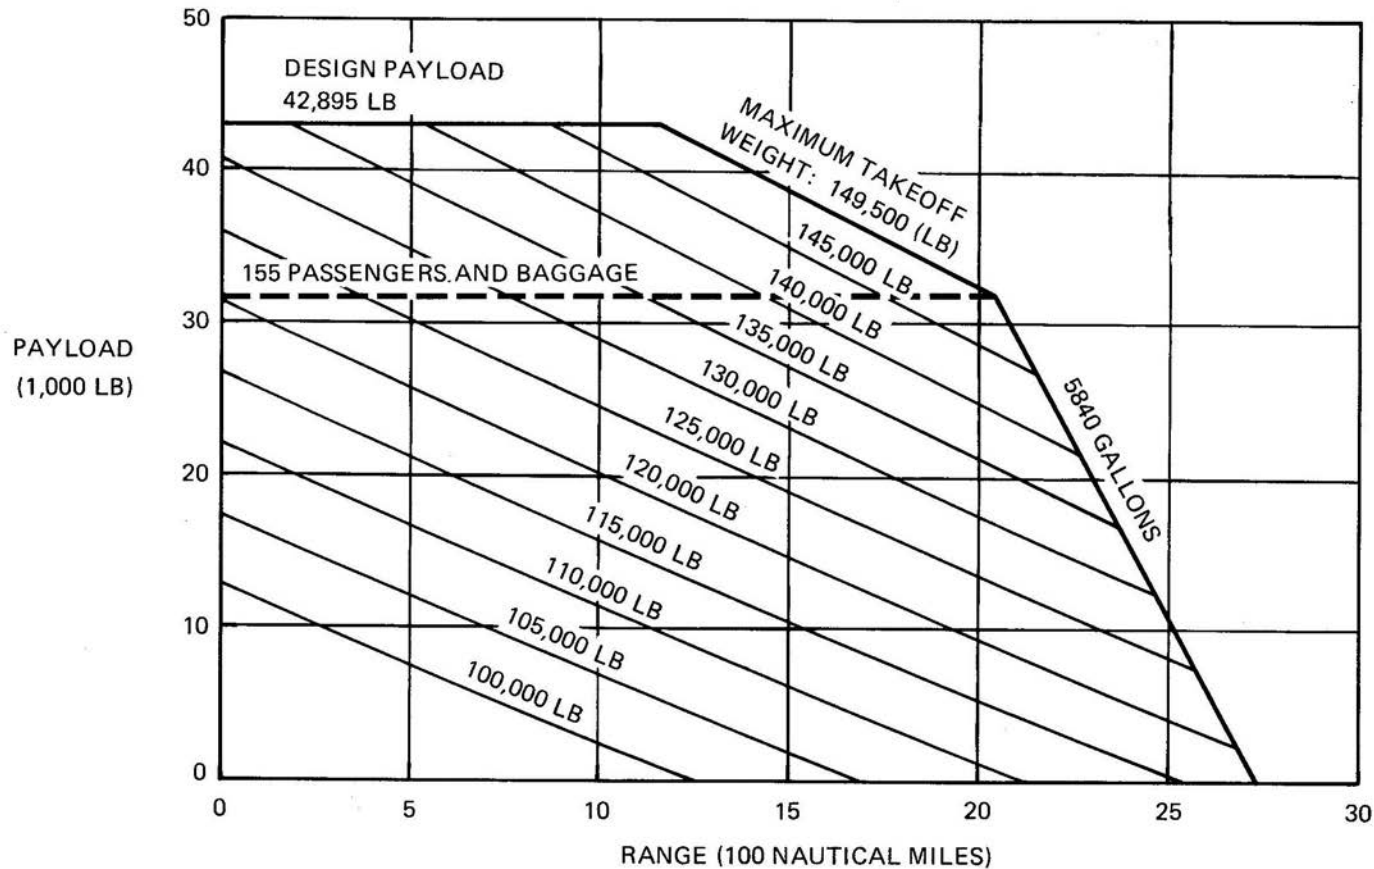 50
DESIGN PAYLOAD
42,895 LB
MAXIMUM TAKEOFF
WEIGHT: 149,500 (LB)
40
145,000 LB
155 PASSENGERS AND BAGGAGE
140,000 LB
30
135,000 LB
PAYLOAD
(1,000 LB)
130,000 LB
5840 GALLONS
125,000 LB
20
120,000 LB
115,000 LB
110,000 LB
10
105,000 LB
100,000 LB
0
0 5 10 15 20 25 30
RANGE (100 NAUTICAL MILES)